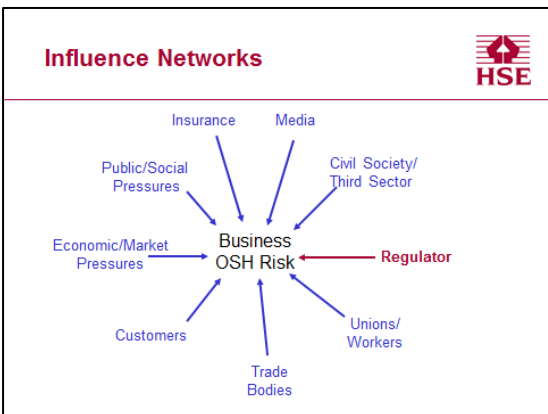 Influence Networks
HSE
Insurance
Media
Public/Social
Pressures
Civil Society/
Third Sector
Economic/Market
Pressures
Business
OSH Risk
Regulator
Customers
Unions/
Workers
Trade
Bodies